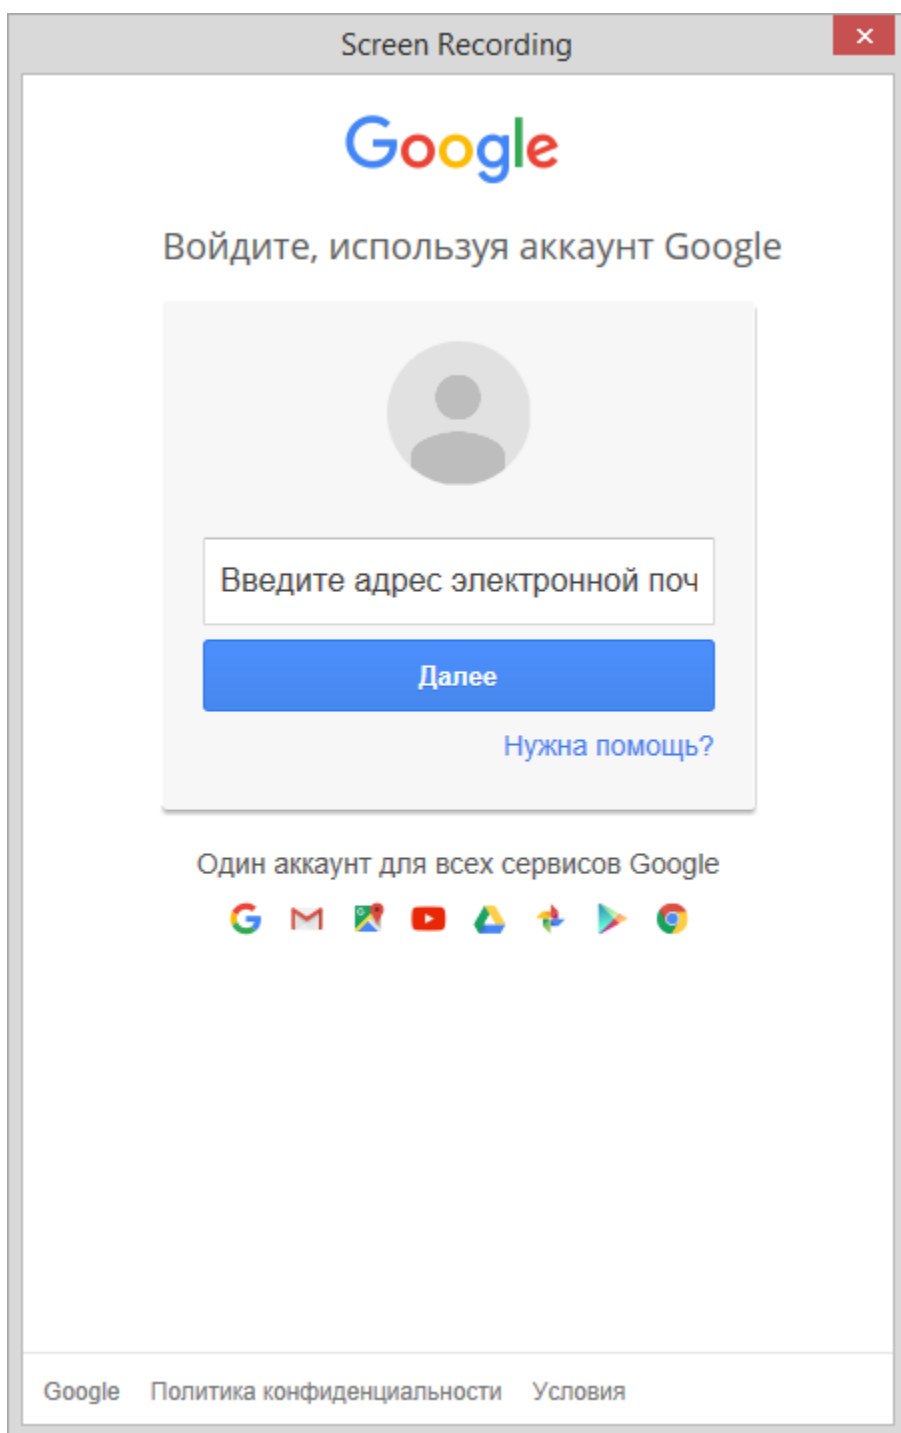 Screen Recording
Google
Войдите, используя аккаунт Google
Введите адрес электронной поч
Далее
Нужна помощь?
Один аккаунт для всех сервисов Google
Google Политика конфиденциальности Условия